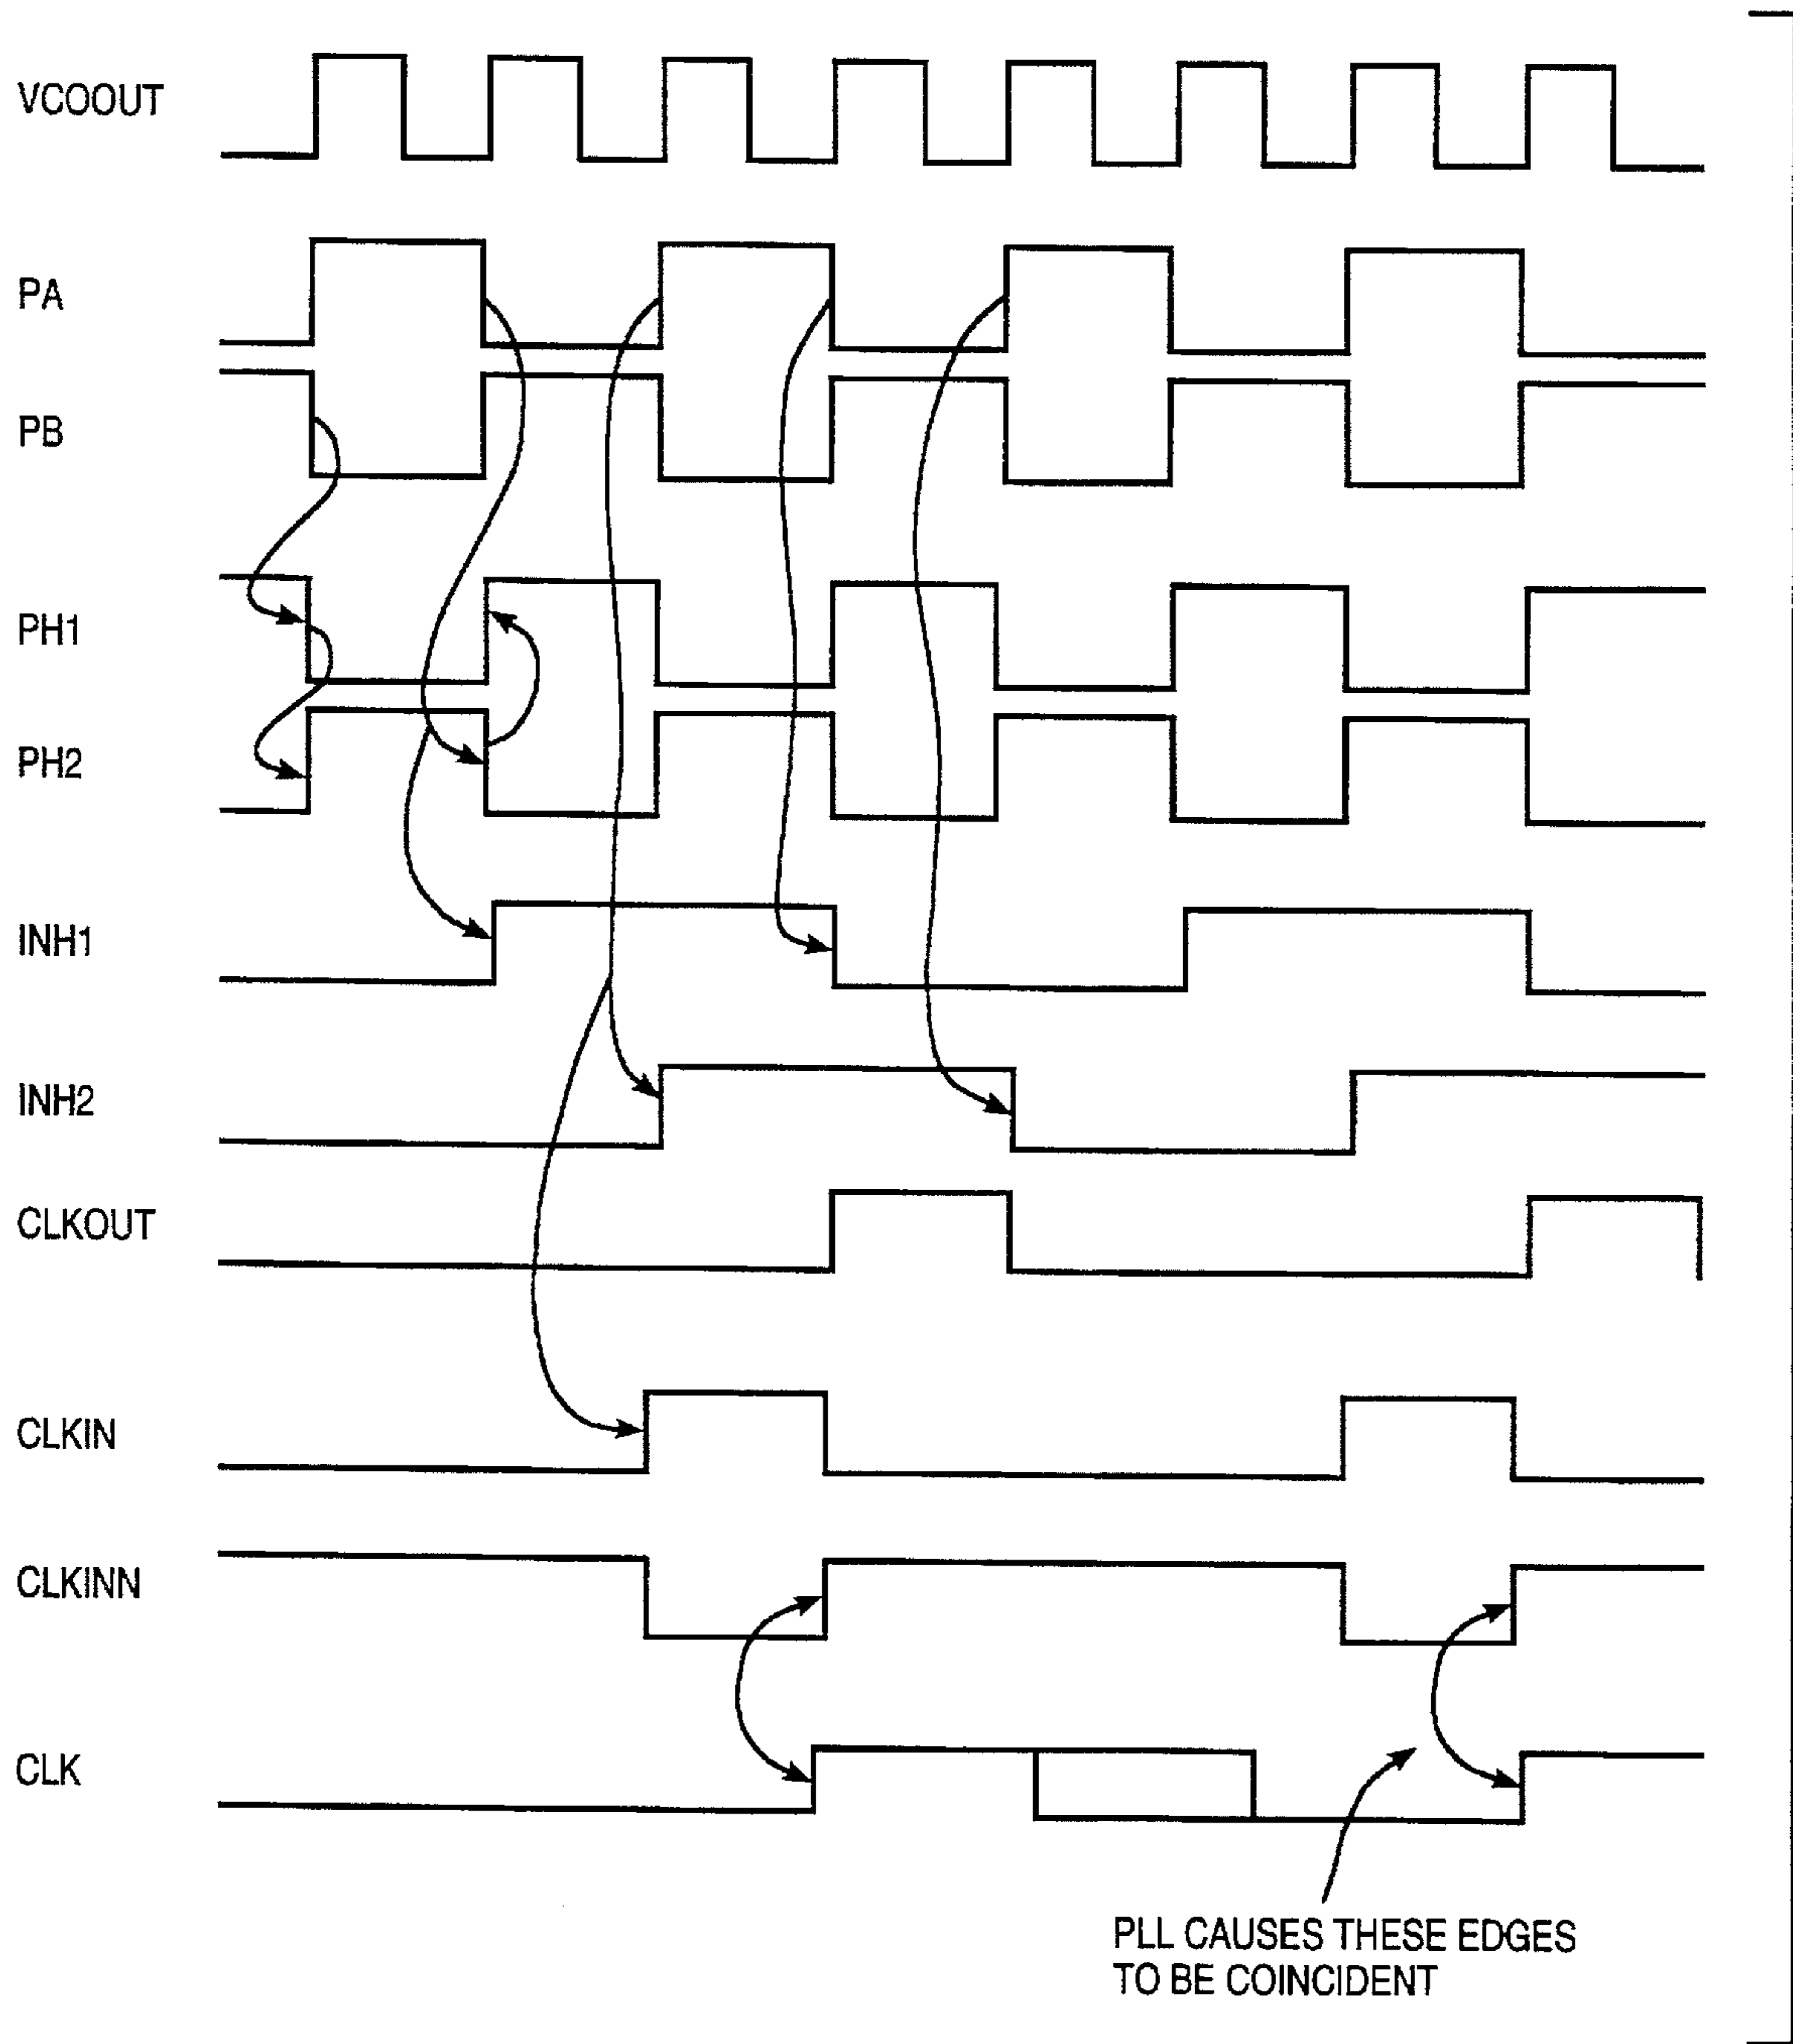 VCOOUT
PA
PB
PH1
PH2
INH1
INH2
CLKOUT
CLKIN
CLKINN
CLK
PLL CAUSES THESE EDGES
TO BE COINCIDENT